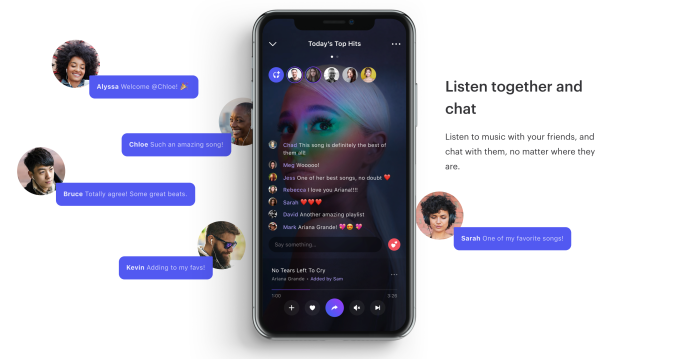 Today's Top Hits
Alyssa Welcome @Chloe! 🎉
Chloe Such an amazing song!
Bruce Totally agree! Some great beats.
Kevin Adding to my favs!
Chad This song is definitely the best of
them all!
Meg Wooooo!
Jess One of her best songs, no doubt ❤️
Rebecca I love you Ariana!!!!
Sarah ❤️❤️❤️
David Another amazing playlist
Mark Ariana Grande! 💘😍💘
Say something...
No Tears Left To Cry
Ariana Grande • Added by Sam
1:00 3:26
Listen together and
chat
Listen to music with your friends, and
chat with them, no matter where they
are.
Sarah One of my favorite songs!